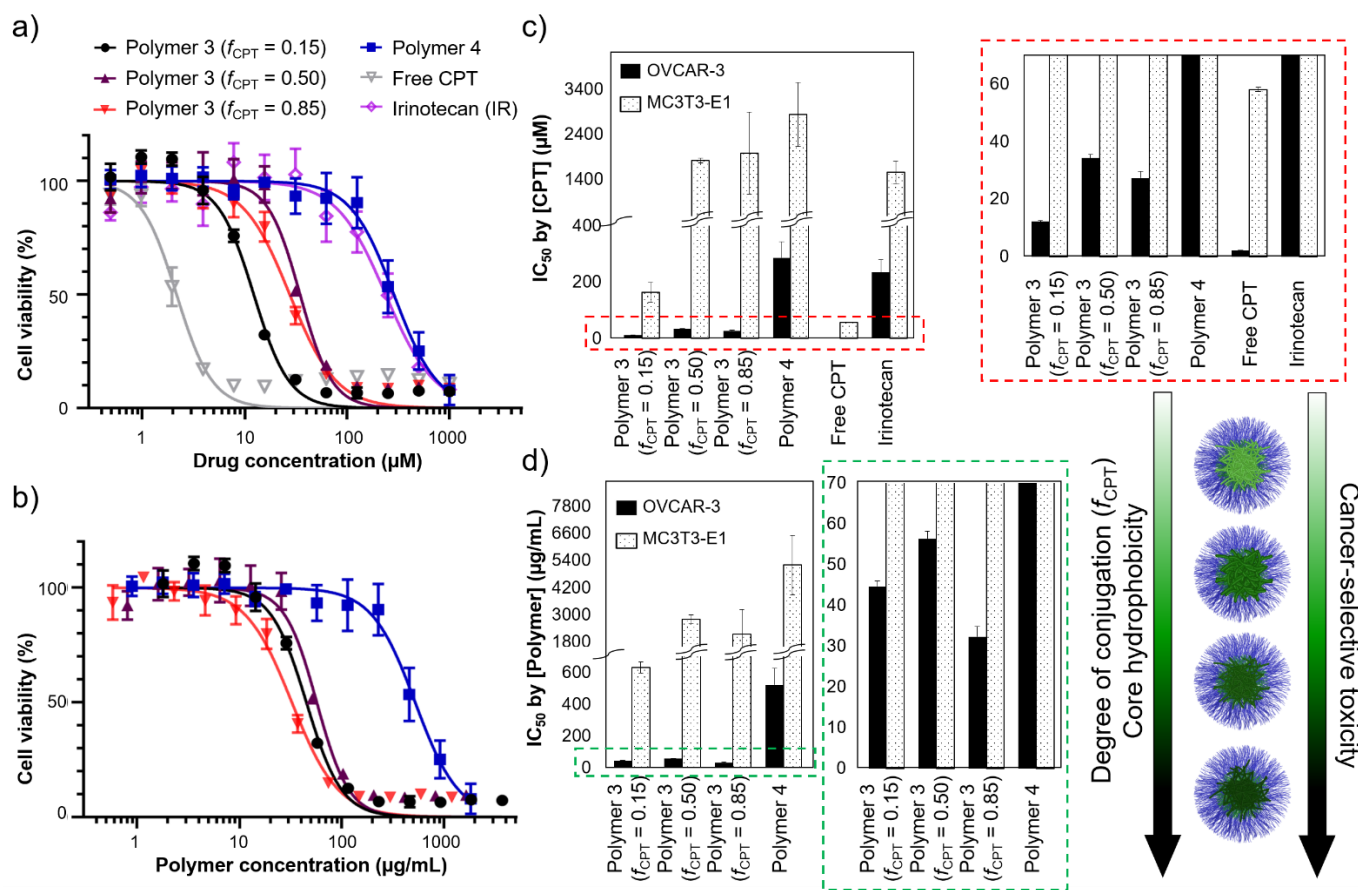 a)
Polymer 3 (fCPT = 0.15)
Polymer 3 (fCPT = 0.50)
Polymer 3 (fCPT = 0.85)
Polymer 4
Free CPT
Irinotecan (IR)
Cell viability (%)
100
50
0
1
10
100
1000
Drug concentration (µM)
b)
Cell viability (%)
100
50
0
1
10
100
1000
Polymer concentration (µg/mL)
c)
OVCAR-3
MC3T3-E1
IC50 by [CPT] (µM)
3400
2400
1400
400
200
0
Polymer 3
(fCPT = 0.15)
Polymer 3
(fCPT = 0.50)
Polymer 3
(fCPT = 0.85)
Polymer 4
Free CPT
Irinotecan
60
40
20
0
Polymer 3
(fCPT = 0.15)
Polymer 3
(fCPT = 0.50)
Polymer 3
(fCPT = 0.85)
Polymer 4
Free CPT
Irinotecan
d)
OVCAR-3
MC3T3-E1
IC50 by [Polymer] (µg/mL)
7800
6600
5400
4200
3000
1800
600
400
200
0
Polymer 3
(fCPT = 0.15)
Polymer 3
(fCPT = 0.50)
Polymer 3
(fCPT = 0.85)
Polymer 4
70
60
50
40
30
20
10
0
Polymer 3
(fCPT = 0.15)
Polymer 3
(fCPT = 0.50)
Polymer 3
(fCPT = 0.85)
Polymer 4
Degree of conjugation (fCPT)
Core hydrophobicity
Cancer-selective toxicity